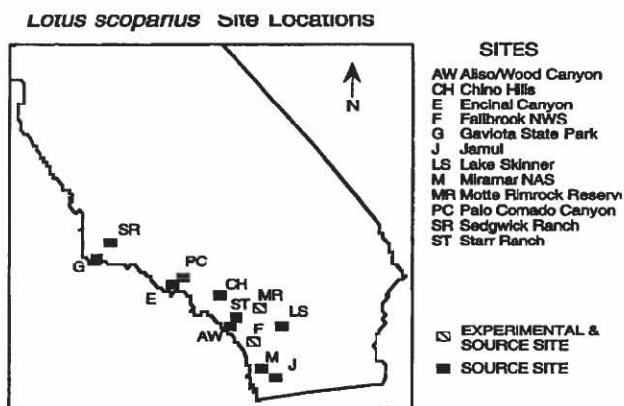 Lotus scoparius Site Locations
SITES
AW Aliso/Wood Canyon
CH Chino Hills
E Encinal Canyon
F Fallbrook NWS
G Gaviota State Park
J Jamul
LS Lake Skinner
M Miramar NAS
MR Motte Rimrock Reserve
PC Palo Comado Canyon
SR Sedgwick Ranch
ST Starr Ranch
N
SR
G
PC
E
CH
MR
ST
LS
AW
F
M
J
EXPERIMENTAL &
SOURCE SITE
SOURCE SITE